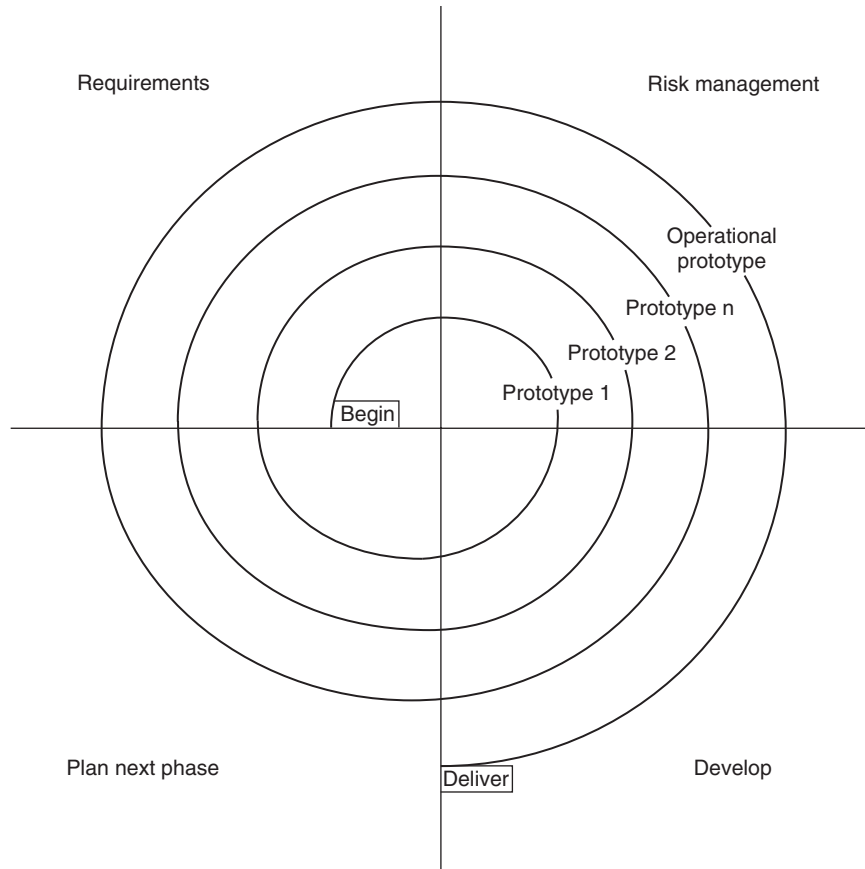 Requirements
Risk management
Operational
prototype
Prototype n
Prototype 2
Prototype 1
Begin
Plan next phase
Develop
Deliver